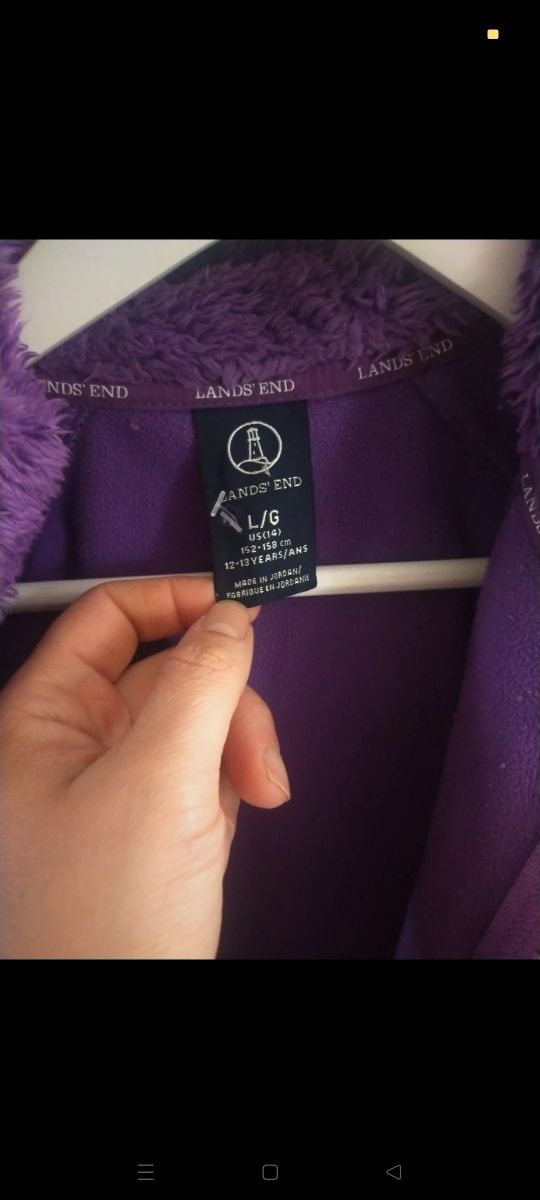 NDS' END
LANDS' END
LANDS' END
LANDS' END
L/G
US(14)
152-158 cm
12-13 YEARS/ANS
MADE IN JORDAN/
FABRIQUE EN JORDANIE